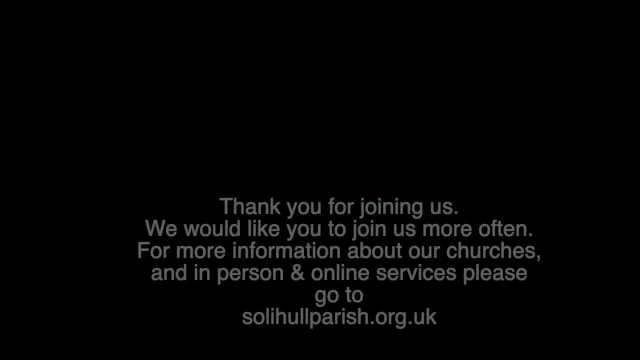 Thank you for joining us.
We would like you to join us more often.
For more information about our churches,
and in person & online services please
go to
solihullparish.org.uk